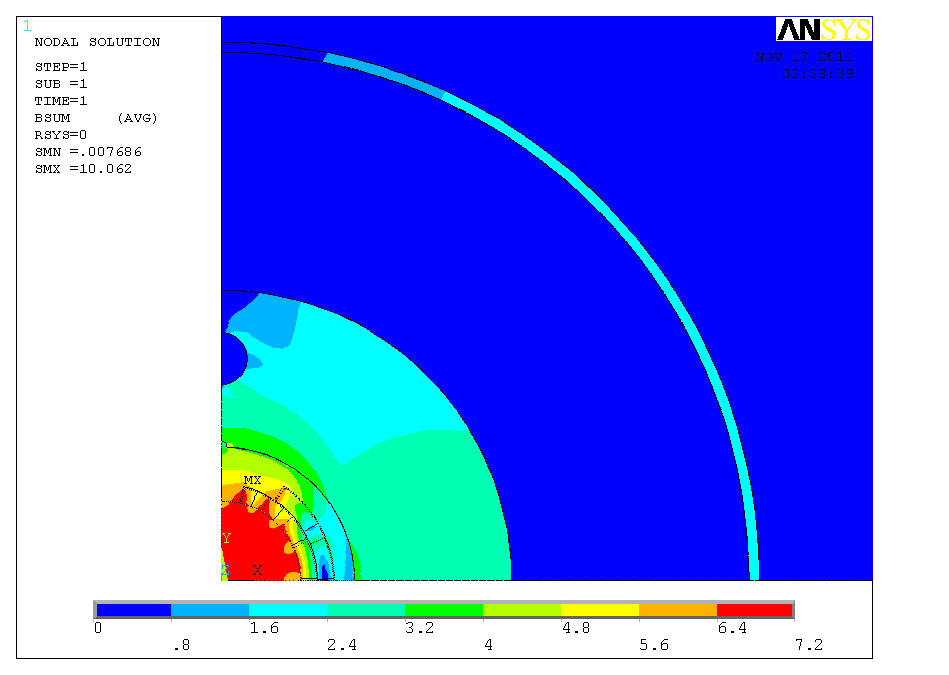 1
ANSYS
NODAL SOLUTION
NOV 17 2011
STEP=1
SUB =1
TIME=1
BSUM (AVG)
RSYS=0
SMN =.007686
SMX =10.062
MX
Y
Z X
0 1.6 3.2 4.8 6.4
.8 2.4 4 5.6 7.2